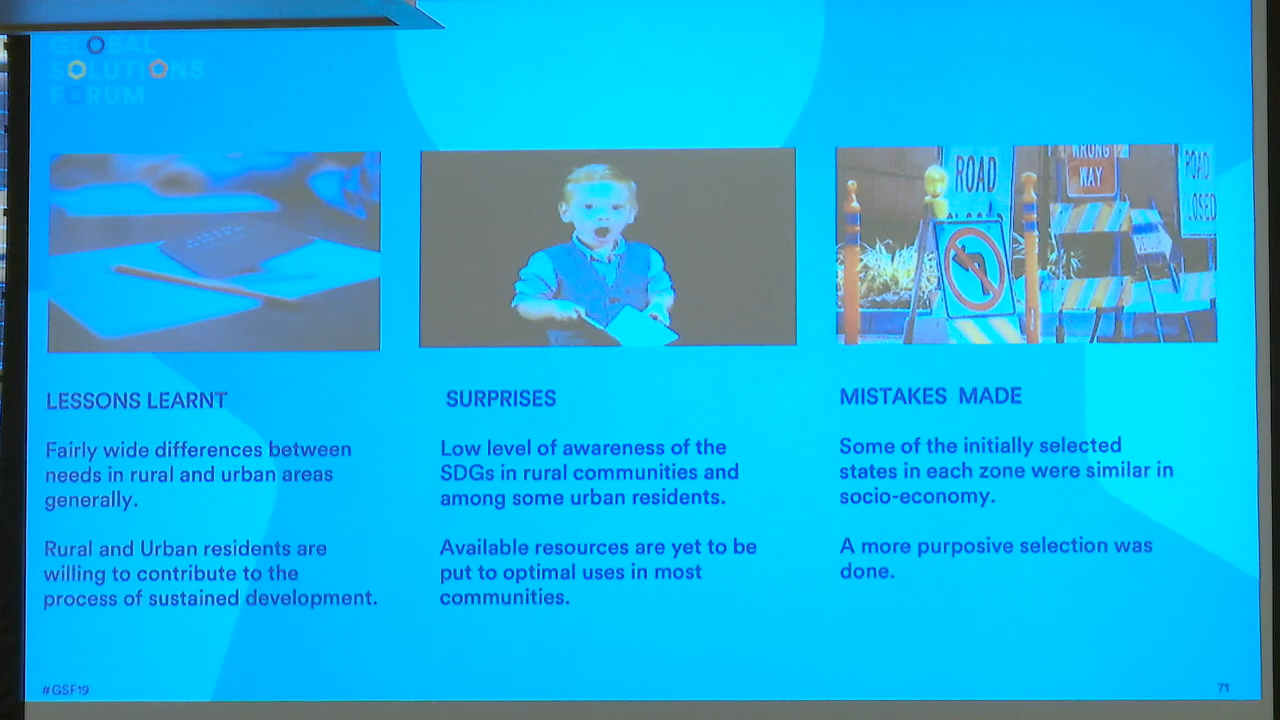 GLOBAL
SOLUTIONS
FORUM
ROAD
WRONG
WAY
ROAD
CLOSED
LESSONS LEARNT
Fairly wide differences between
needs in rural and urban areas
generally.
Rural and Urban residents are
willing to contribute to the
process of sustained development.
SURPRISES
Low level of awareness of the
SDGs in rural communities and
among some urban residents.
Available resources are yet to be
put to optimal uses in most
communities.
MISTAKES MADE
Some of the initially selected
states in each zone were similar in
socio-economy.
A more purposive selection was
done.
#GSF19
71